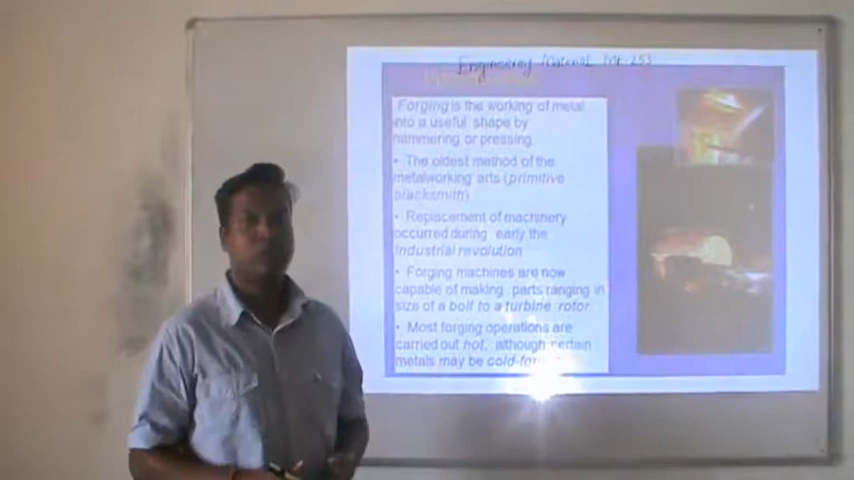 Engineering Material ME-253
Forging is the working of metal
into a useful shape by
hammering or pressing.
• The oldest method of the
metalworking arts (primitive
blacksmith)
• Replacement of machinery
occurred during early the
Industrial revolution
• Forging machines are now
capable of making parts ranging in
size of a bolt to a turbine rotor
• Most forging operations are
carried out hot, although certain
metals may be